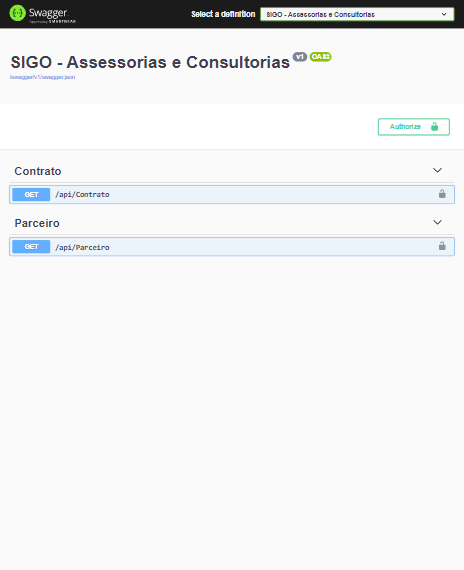 Swagger
Supported by SMARTBEAR
Select a definition
SIGO - Assessorias e Consultorias
SIGO - Assessorias e Consultorias v1 OAS3
/swagger/v1/swagger.json
Authorize
Contrato
GET /api/Contrato
Parceiro
GET /api/Parceiro